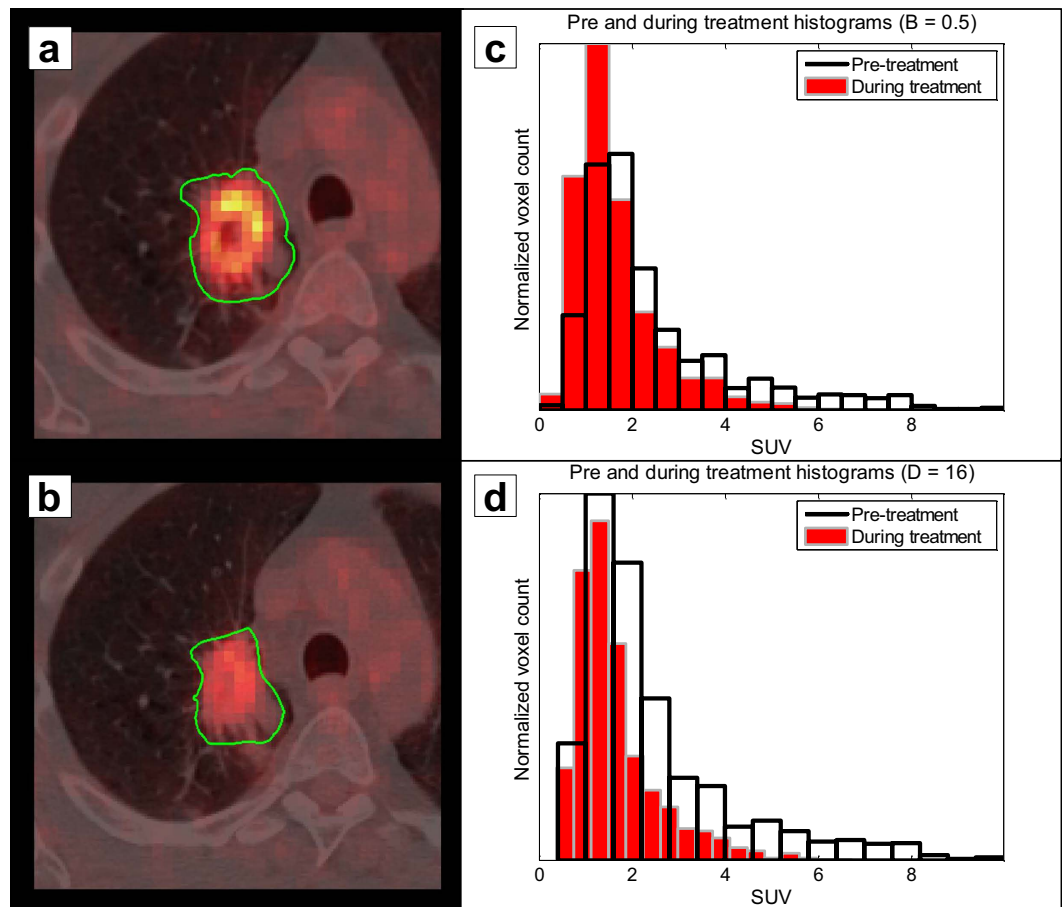 a
c
Pre and during treatment histograms (B = 0.5)
Pre-treatment
During treatment
Normalized voxel count
0 2 4 6 8
SUV
b
d
Pre and during treatment histograms (D = 16)
Pre-treatment
During treatment
Normalized voxel count
0 2 4 6 8
SUV